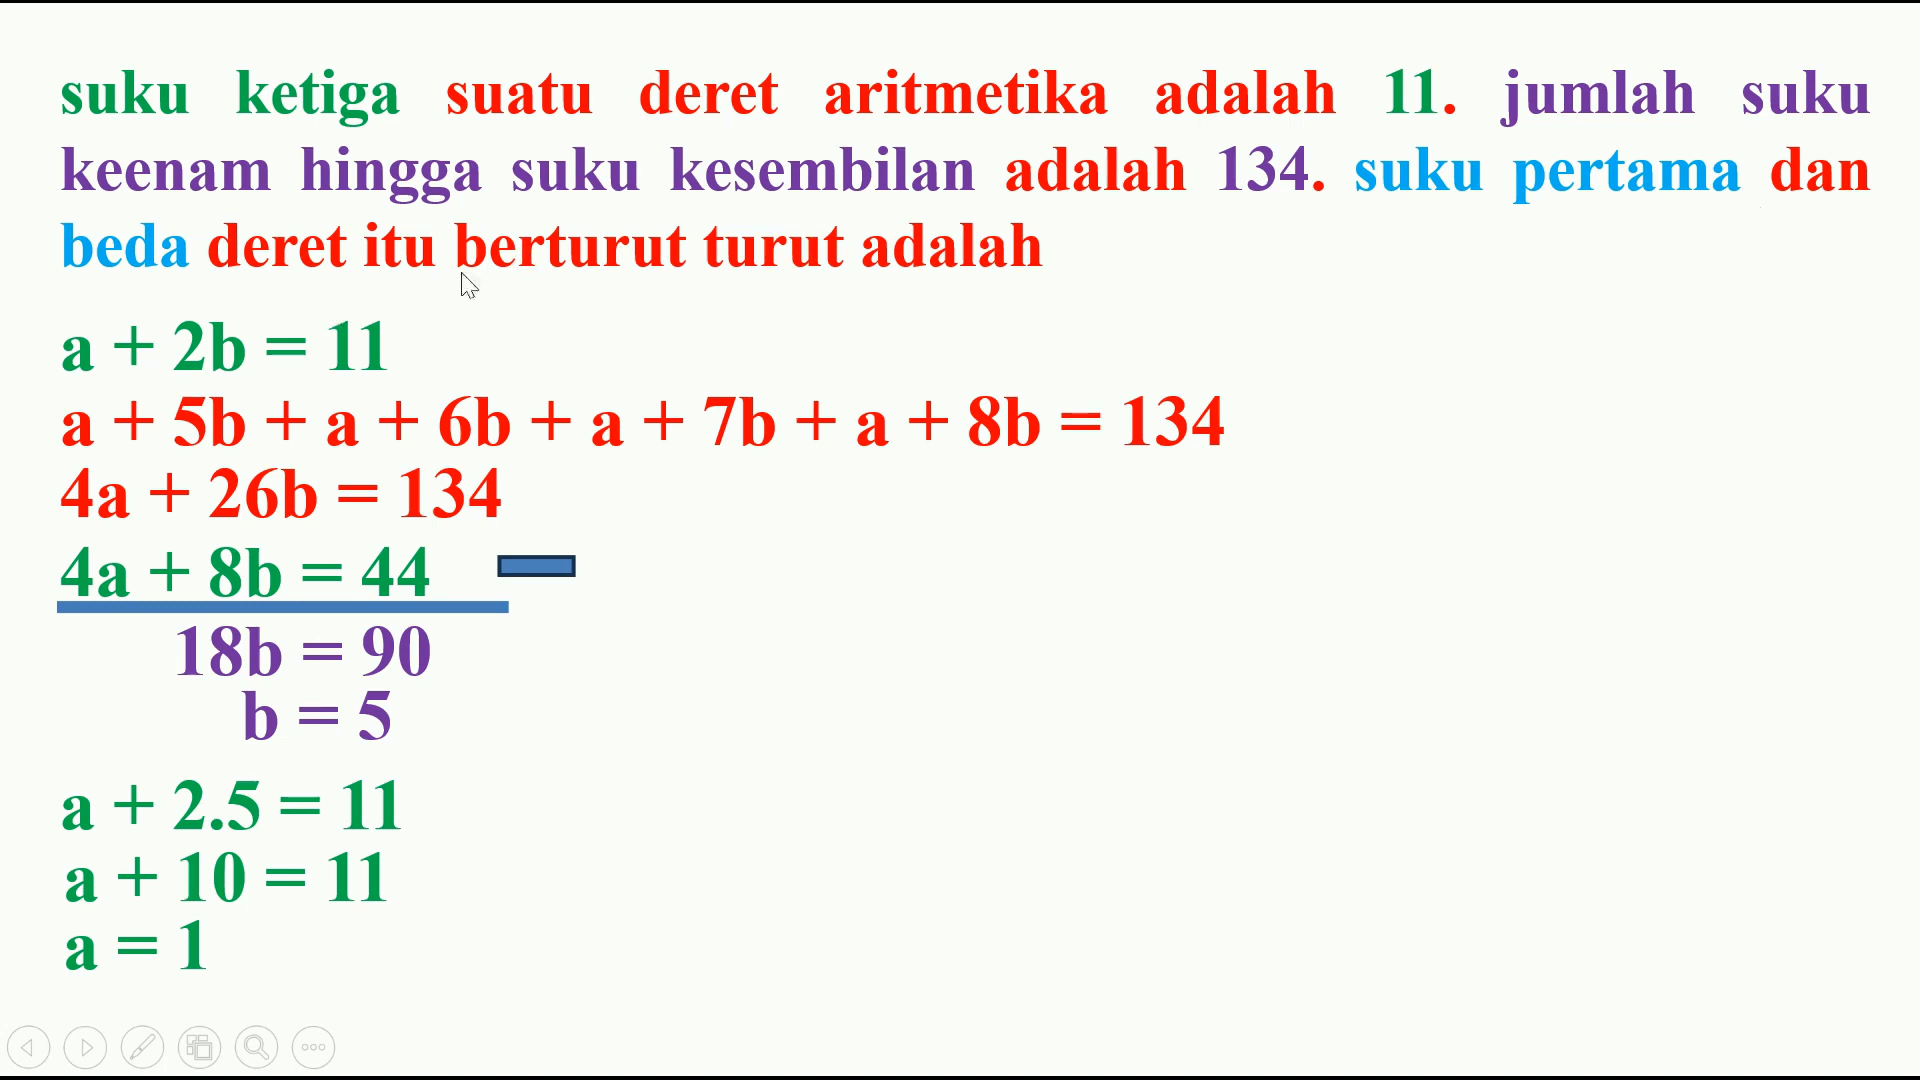 suku ketiga suatu deret aritmetika adalah 11. jumlah suku
keenam hingga suku kesembilan adalah 134. suku pertama dan
beda deret itu berturut turut adalah
a + 2b = 11
a + 5b + a + 6b + a + 7b + a + 8b = 134
4a + 26b = 134
4a + 8b = 44
18b = 90
b = 5
a + 2.5 = 11
a + 10 = 11
a = 1